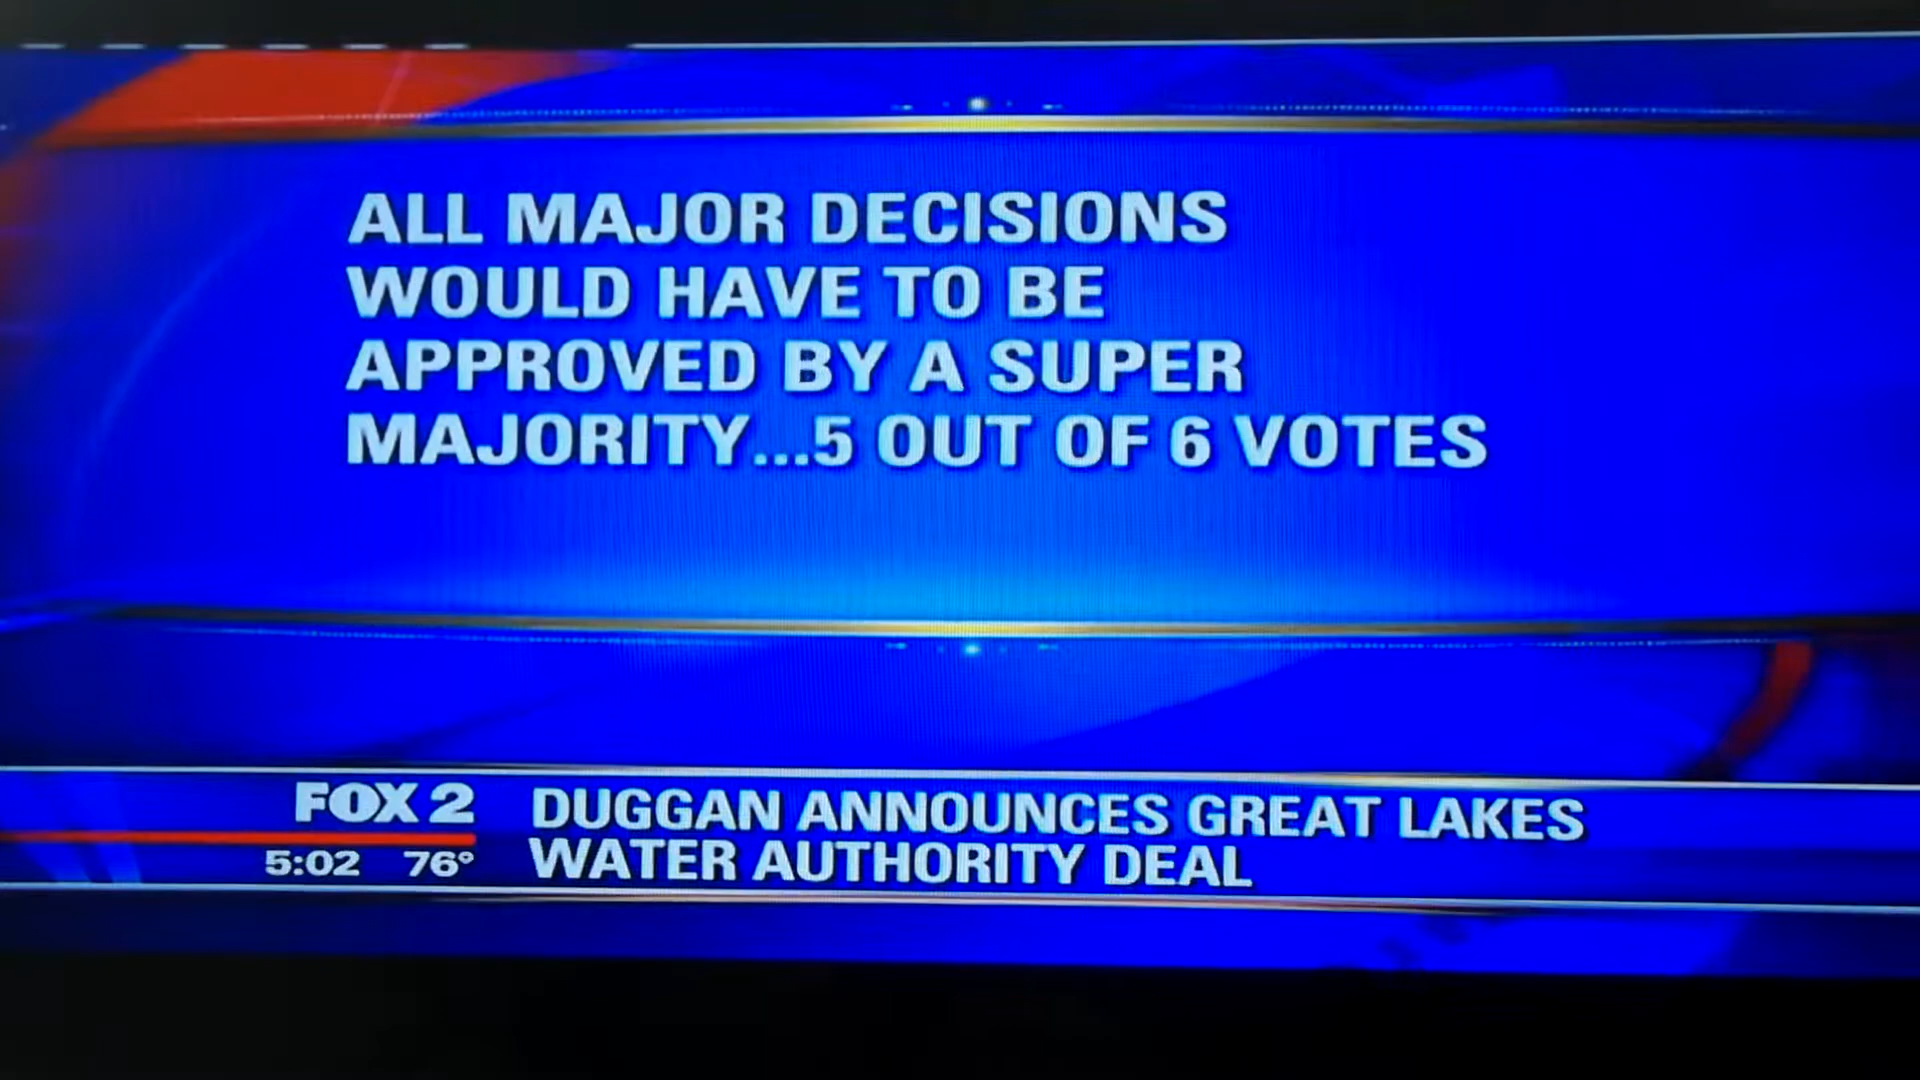 ALL MAJOR DECISIONS
WOULD HAVE TO BE
APPROVED BY A SUPER
MAJORITY...5 OUT OF 6 VOTES
FOX 2
5:02 76°
DUGGAN ANNOUNCES GREAT LAKES
WATER AUTHORITY DEAL